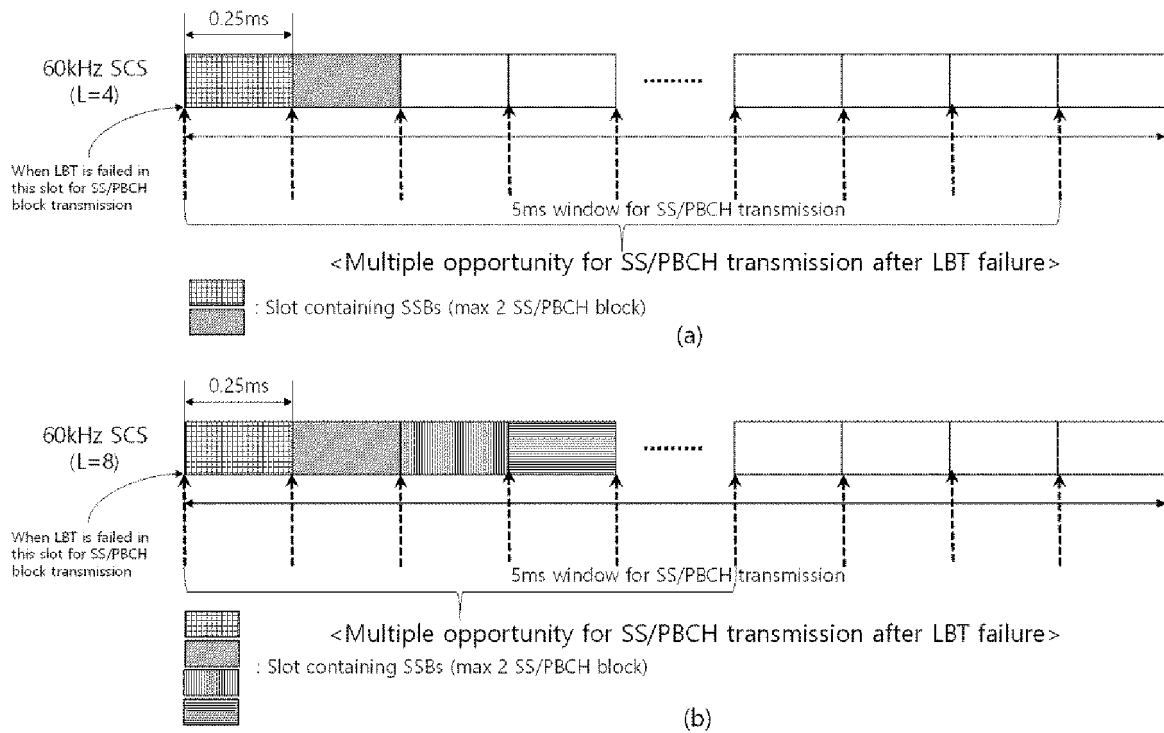 0.25ms
60kHz SCS
(L=4)
When LBT is failed in
this slot for SS/PBCH
block transmission
5ms window for SS/PBCH transmission
<Multiple opportunity for SS/PBCH transmission after LBT failure>
: Slot containing SSBs (max 2 SS/PBCH block)
(a)
0.25ms
60kHz SCS
(L=8)
When LBT is failed in
this slot for SS/PBCH
block transmission
5ms window for SS/PBCH transmission
<Multiple opportunity for SS/PBCH transmission after LBT failure>
: Slot containing SSBs (max 2 SS/PBCH block)
(b)